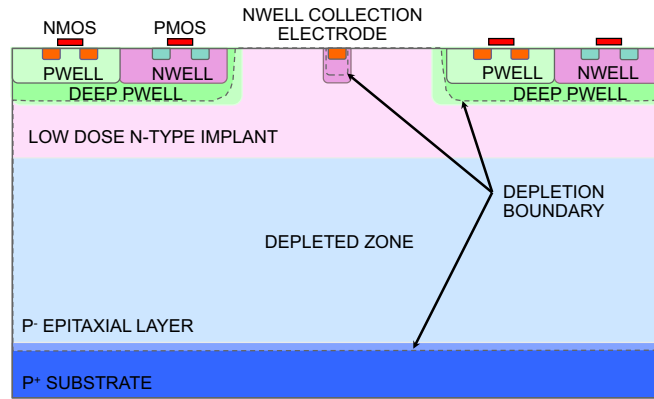 NMOS
PMOS
NWELL COLLECTION
ELECTRODE
PWELL
NWELL
DEEP PWELL
PWELL
NWELL
DEEP PWELL
LOW DOSE N-TYPE IMPLANT
DEPLETION
BOUNDARY
DEPLETED ZONE
P- EPITAXIAL LAYER
P+ SUBSTRATE